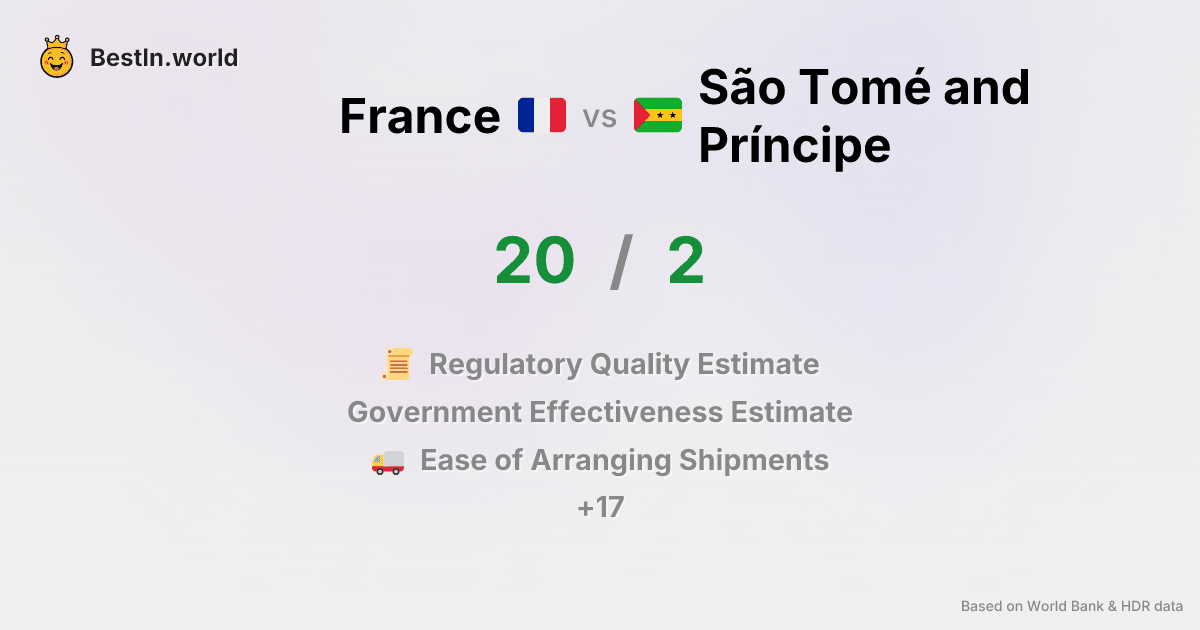 BestIn.world
France vs São Tomé and
Príncipe
20 / 2
Regulatory Quality Estimate
Government Effectiveness Estimate
Ease of Arranging Shipments
+17
Based on World Bank & HDR data